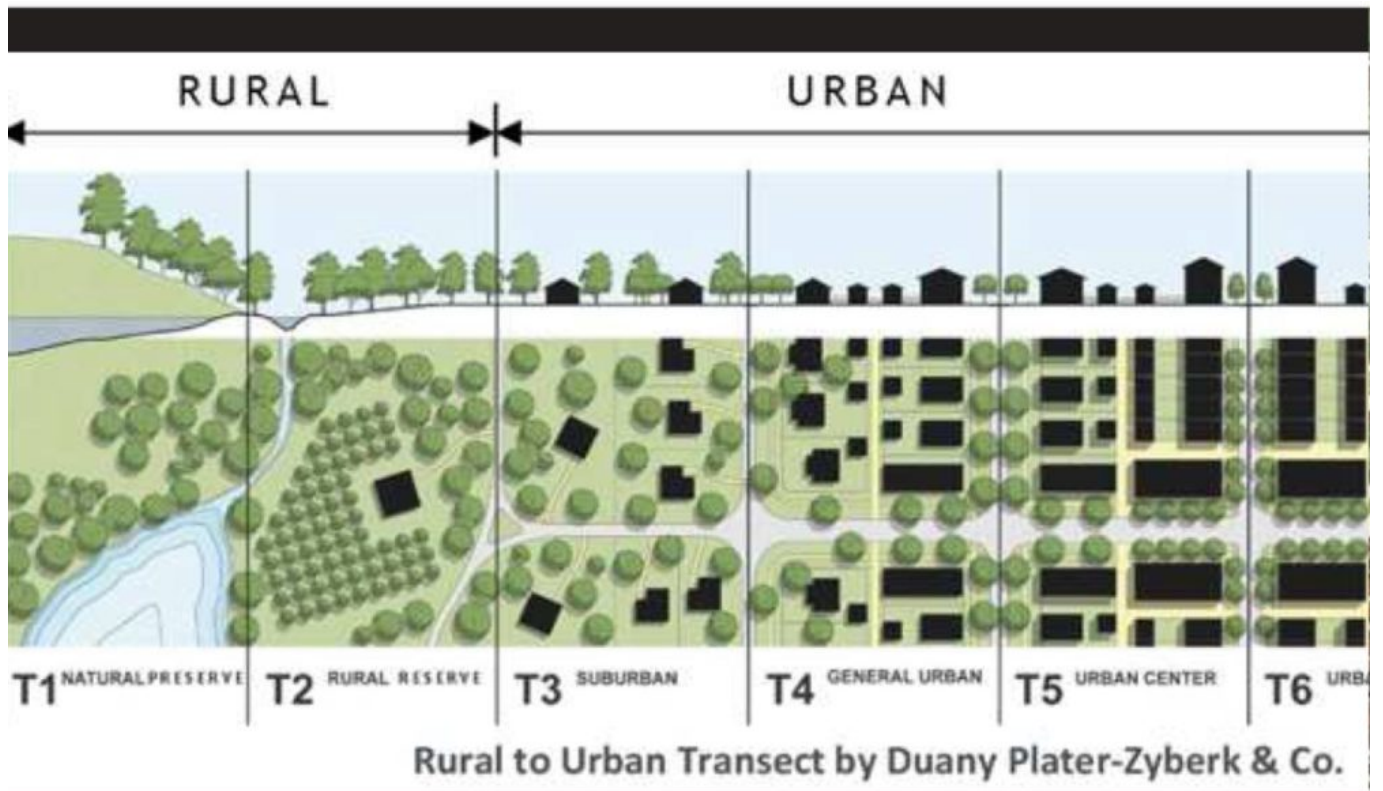 RURAL URBAN
T1 NATURAL PRESERVE T2 RURAL RESERVE T3 SUBURBAN T4 GENERAL URBAN T5 URBAN CENTER T6
Rural to Urban Transect by Duany Plater-Zyberk & Co.